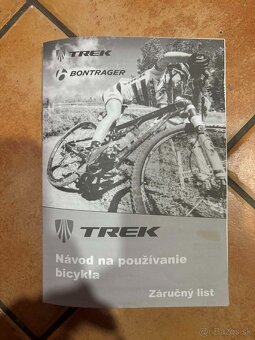 TREK
BONTRAGER
TREK
Návod na používanie
bicykla
Záručný list